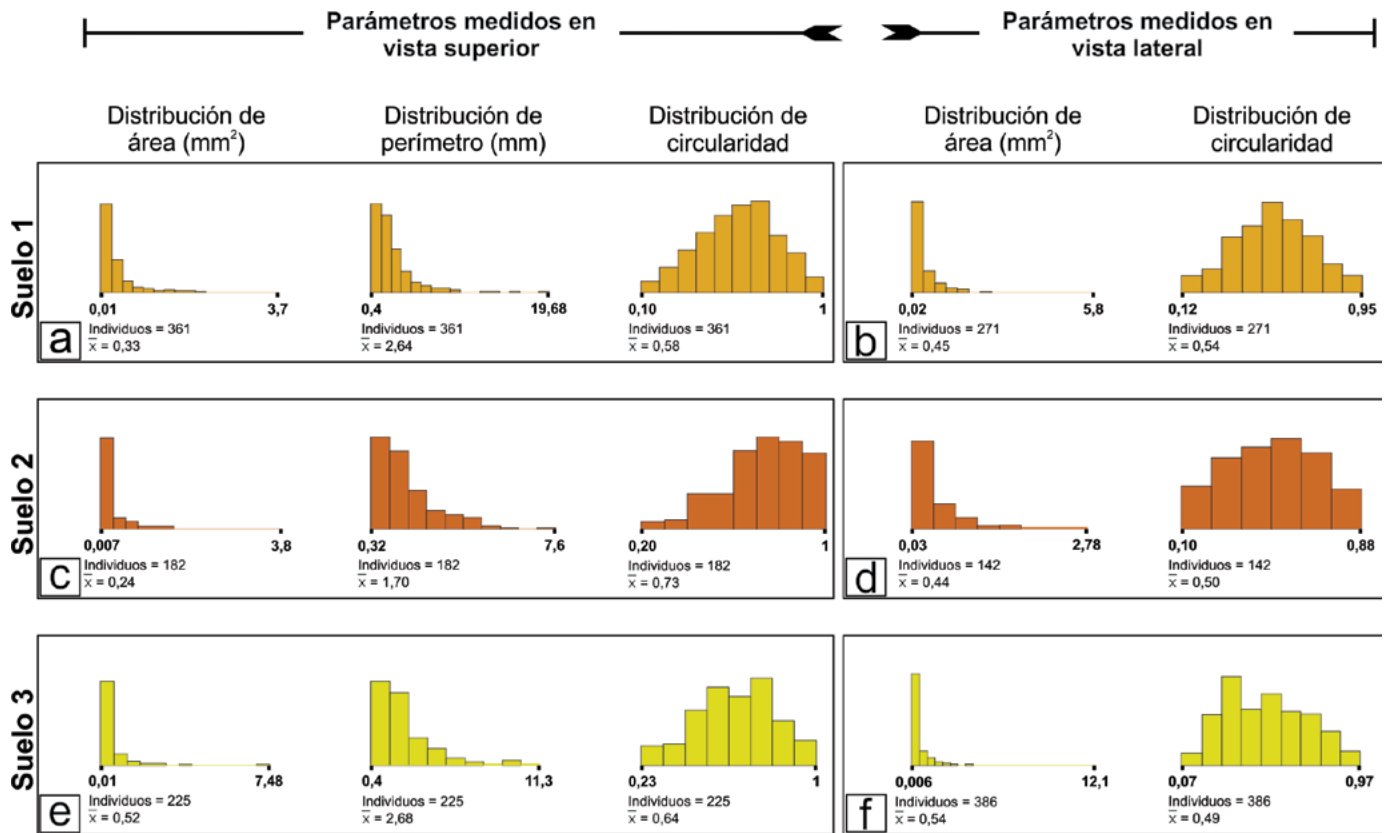 Parámetros medidos en
vista superior
Parámetros medidos en
vista lateral
Distribución de
área (mm²)
Distribución de
perímetro (mm)
Distribución de
circularidad
Distribución de
área (mm²)
Distribución de
circularidad
Suelo 1
a
0,01 3,7
Individuos = 361
x̄ = 0,33
0,4 19,68
Individuos = 361
x̄ = 2,64
0,10 1
Individuos = 361
x̄ = 0,58
b
0,02 5,8
Individuos = 271
x̄ = 0,45
0,12 0,95
Individuos = 271
x̄ = 0,54
Suelo 2
c
0,007 3,8
Individuos = 182
x̄ = 0,24
0,32 7,6
Individuos = 182
x̄ = 1,70
0,20 1
Individuos = 182
x̄ = 0,73
d
0,03 2,78
Individuos = 142
x̄ = 0,44
0,10 0,88
Individuos = 142
x̄ = 0,50
Suelo 3
e
0,01 7,48
Individuos = 225
x̄ = 0,52
0,4 11,3
Individuos = 225
x̄ = 2,68
0,23 1
Individuos = 225
x̄ = 0,64
f
0,006 12,1
Individuos = 386
x̄ = 0,54
0,07 0,97
Individuos = 386
x̄ = 0,49